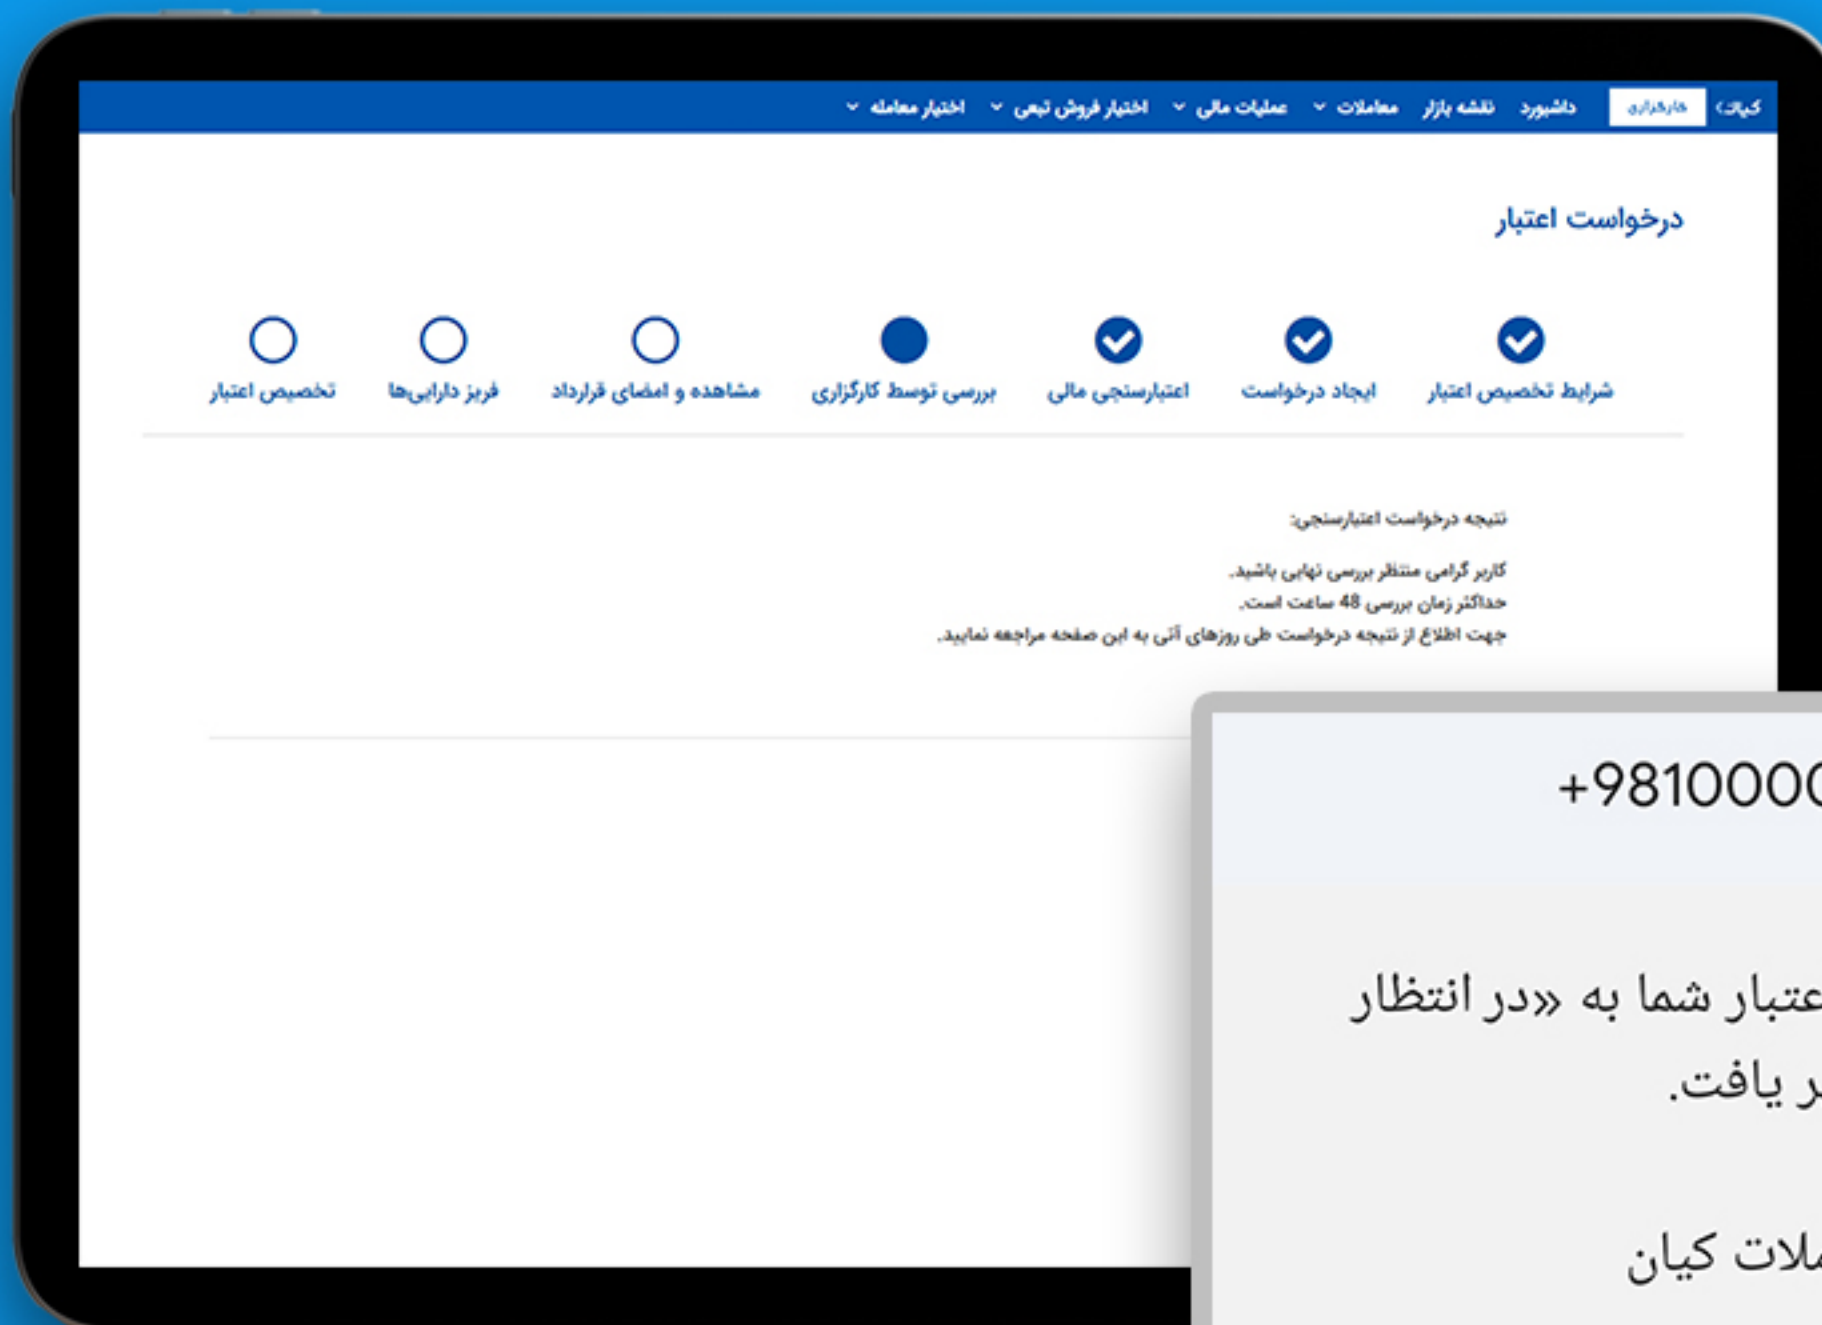 کیان کارگزاری داشبورد نقشه بازار معاملات عملیات مالی اختیار فروش تبعی اختیار معامله
درخواست اعتبار
شرایط تخصیص اعتبار ایجاد درخواست اعتبارسنجی مالی بررسی توسط کارگزاری مشاهده و امضای قرارداد فریز دارایی‌ها تخصیص اعتبار
نتیجه درخواست اعتبارسنجی:
کاربر گرامی منتظر بررسی نهایی باشید.
حداکثر زمان بررسی 48 ساعت است.
جهت اطلاع از نتیجه درخواست طی روزهای آتی به این صفحه مراجعه نمایید.
+9810000
عتبار شما به «در انتظار
ر یافت.
ملات کیان